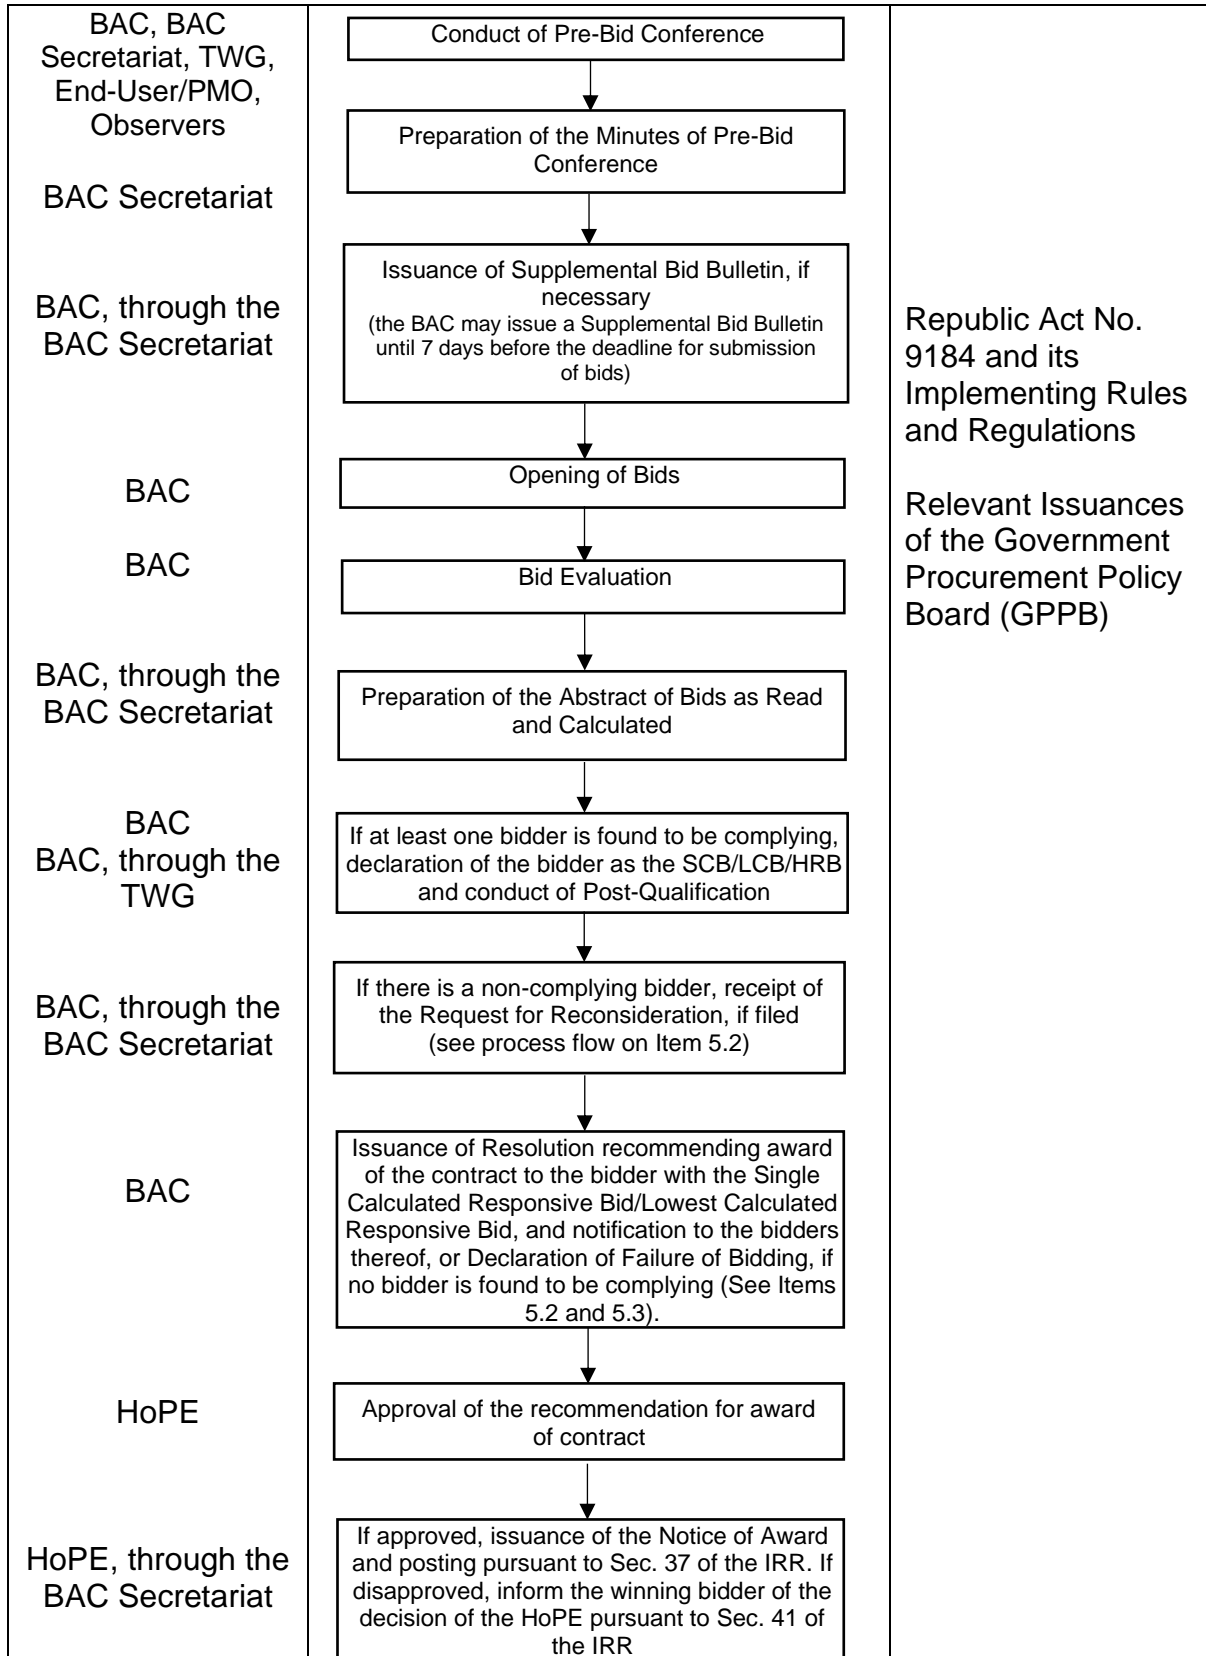 BAC, BAC
Secretariat, TWG,
End-User/PMO,
Observers
Conduct of Pre-Bid Conference
BAC Secretariat
Preparation of the Minutes of Pre-Bid
Conference
BAC, through the
BAC Secretariat
Issuance of Supplemental Bid Bulletin, if
necessary
(the BAC may issue a Supplemental Bid Bulletin
until 7 days before the deadline for submission
of bids)
BAC
Opening of Bids
BAC
Bid Evaluation
BAC, through the
BAC Secretariat
Preparation of the Abstract of Bids as Read
and Calculated
BAC
BAC, through the
TWG
If at least one bidder is found to be complying,
declaration of the bidder as the SCB/LCB/HRB
and conduct of Post-Qualification
BAC, through the
BAC Secretariat
If there is a non-complying bidder, receipt of
the Request for Reconsideration, if filed
(see process flow on Item 5.2)
BAC
Issuance of Resolution recommending award
of the contract to the bidder with the Single
Calculated Responsive Bid/Lowest Calculated
Responsive Bid, and notification to the bidders
thereof, or Declaration of Failure of Bidding, if
no bidder is found to be complying (See Items
5.2 and 5.3).
HoPE
Approval of the recommendation for award
of contract
HoPE, through the
BAC Secretariat
If approved, issuance of the Notice of Award
and posting pursuant to Sec. 37 of the IRR. If
disapproved, inform the winning bidder of the
decision of the HoPE pursuant to Sec. 41 of
the IRR
Republic Act No.
9184 and its
Implementing Rules
and Regulations
Relevant Issuances
of the Government
Procurement Policy
Board (GPPB)